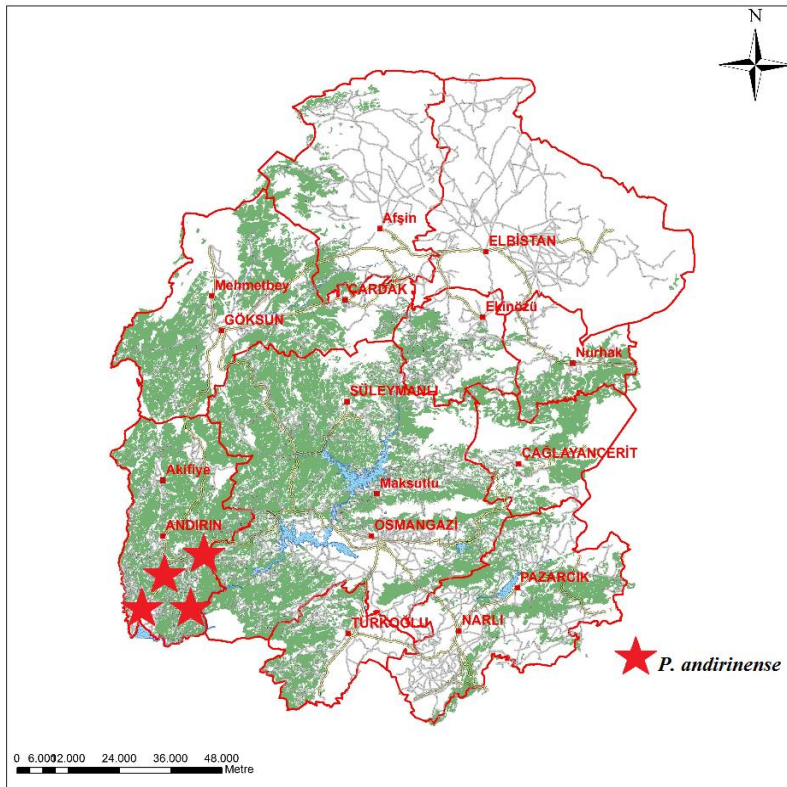 N
Afşin
ELBİSTAN
Mehmetbey
ÇARDAK
Ekinözü
GÖKSUN
Nurhak
SÜLEYMANLI
ÇAĞLAYANCERİT
Akifiye
Maksutlu
ANDIRIN
OSMANGAZİ
PAZARCIK
TÜRKOĞLU
NARLI
P. andirinense
0 6.000 12.000 24.000 36.000 48.000
Metre